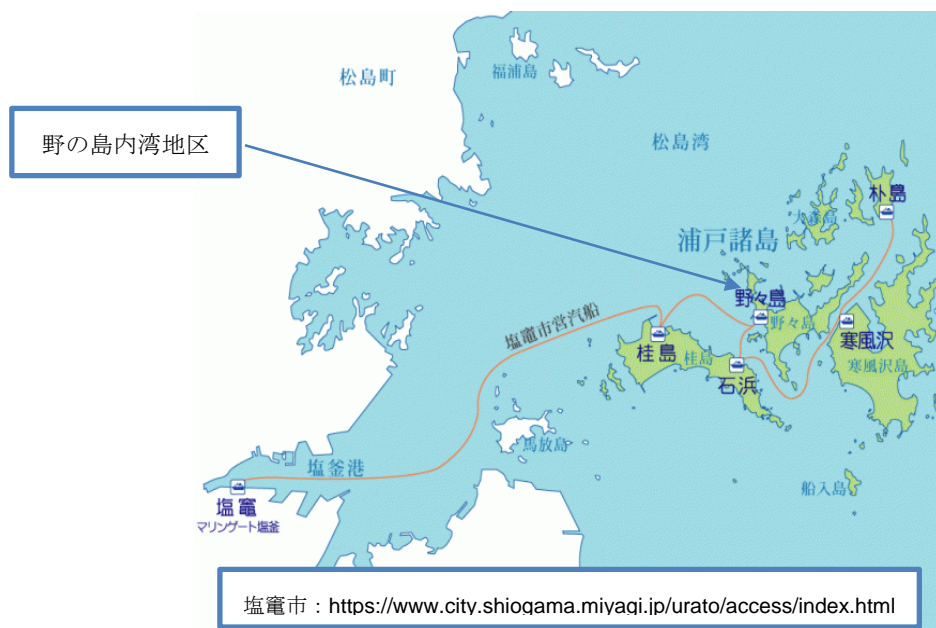 松島町
福浦島
野の島内湾地区
松島湾
朴島
大森島
浦戸諸島
野々島
野々島
塩竈市営汽船
寒風沢
桂島
桂島
石浜
寒風沢島
馬放島
塩釜港
船入島
塩竈
マリンゲート塩釜
塩竈市：https://www.city.shiogama.miyagi.jp/urato/access/index.html